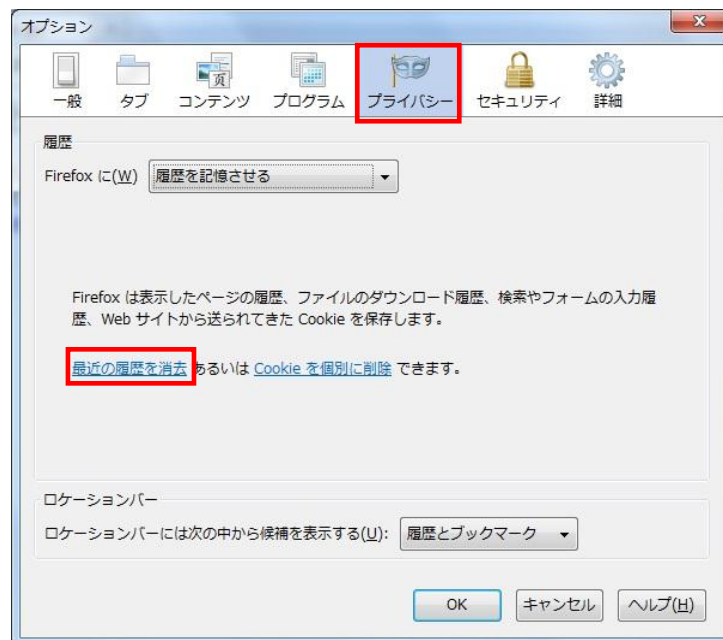 オプション
一般 タブ コンテンツ プログラム プライバシー セキュリティ 詳細
履歴
Firefox に(W) 履歴を記憶させる
Firefox は表示したページの履歴、ファイルのダウンロード履歴、検索やフォームの入力履
歴、Web サイトから送られてきた Cookie を保存します。
最近の履歴を消去 あるいは Cookie を個別に削除 できます。
ロケーションバー
ロケーションバーには次の中から候補を表示する(U): 履歴とブックマーク
OK キャンセル ヘルプ(H)